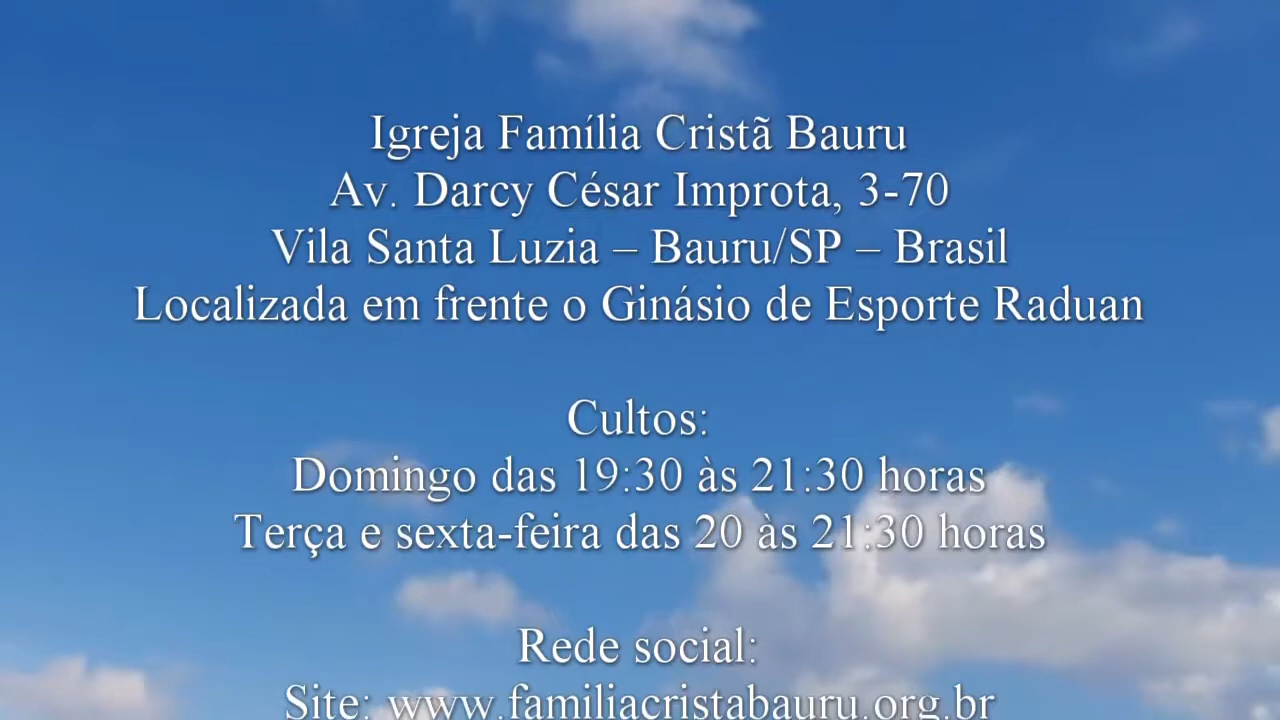 Igreja Família Cristã Bauru
Av. Darcy César Improta, 3-70
Vila Santa Luzia – Bauru/SP – Brasil
Localizada em frente o Ginásio de Esporte Raduan
Cultos:
Domingo das 19:30 às 21:30 horas
Terça e sexta-feira das 20 às 21:30 horas
Rede social:
Site: www.familiacristabauru.org.br